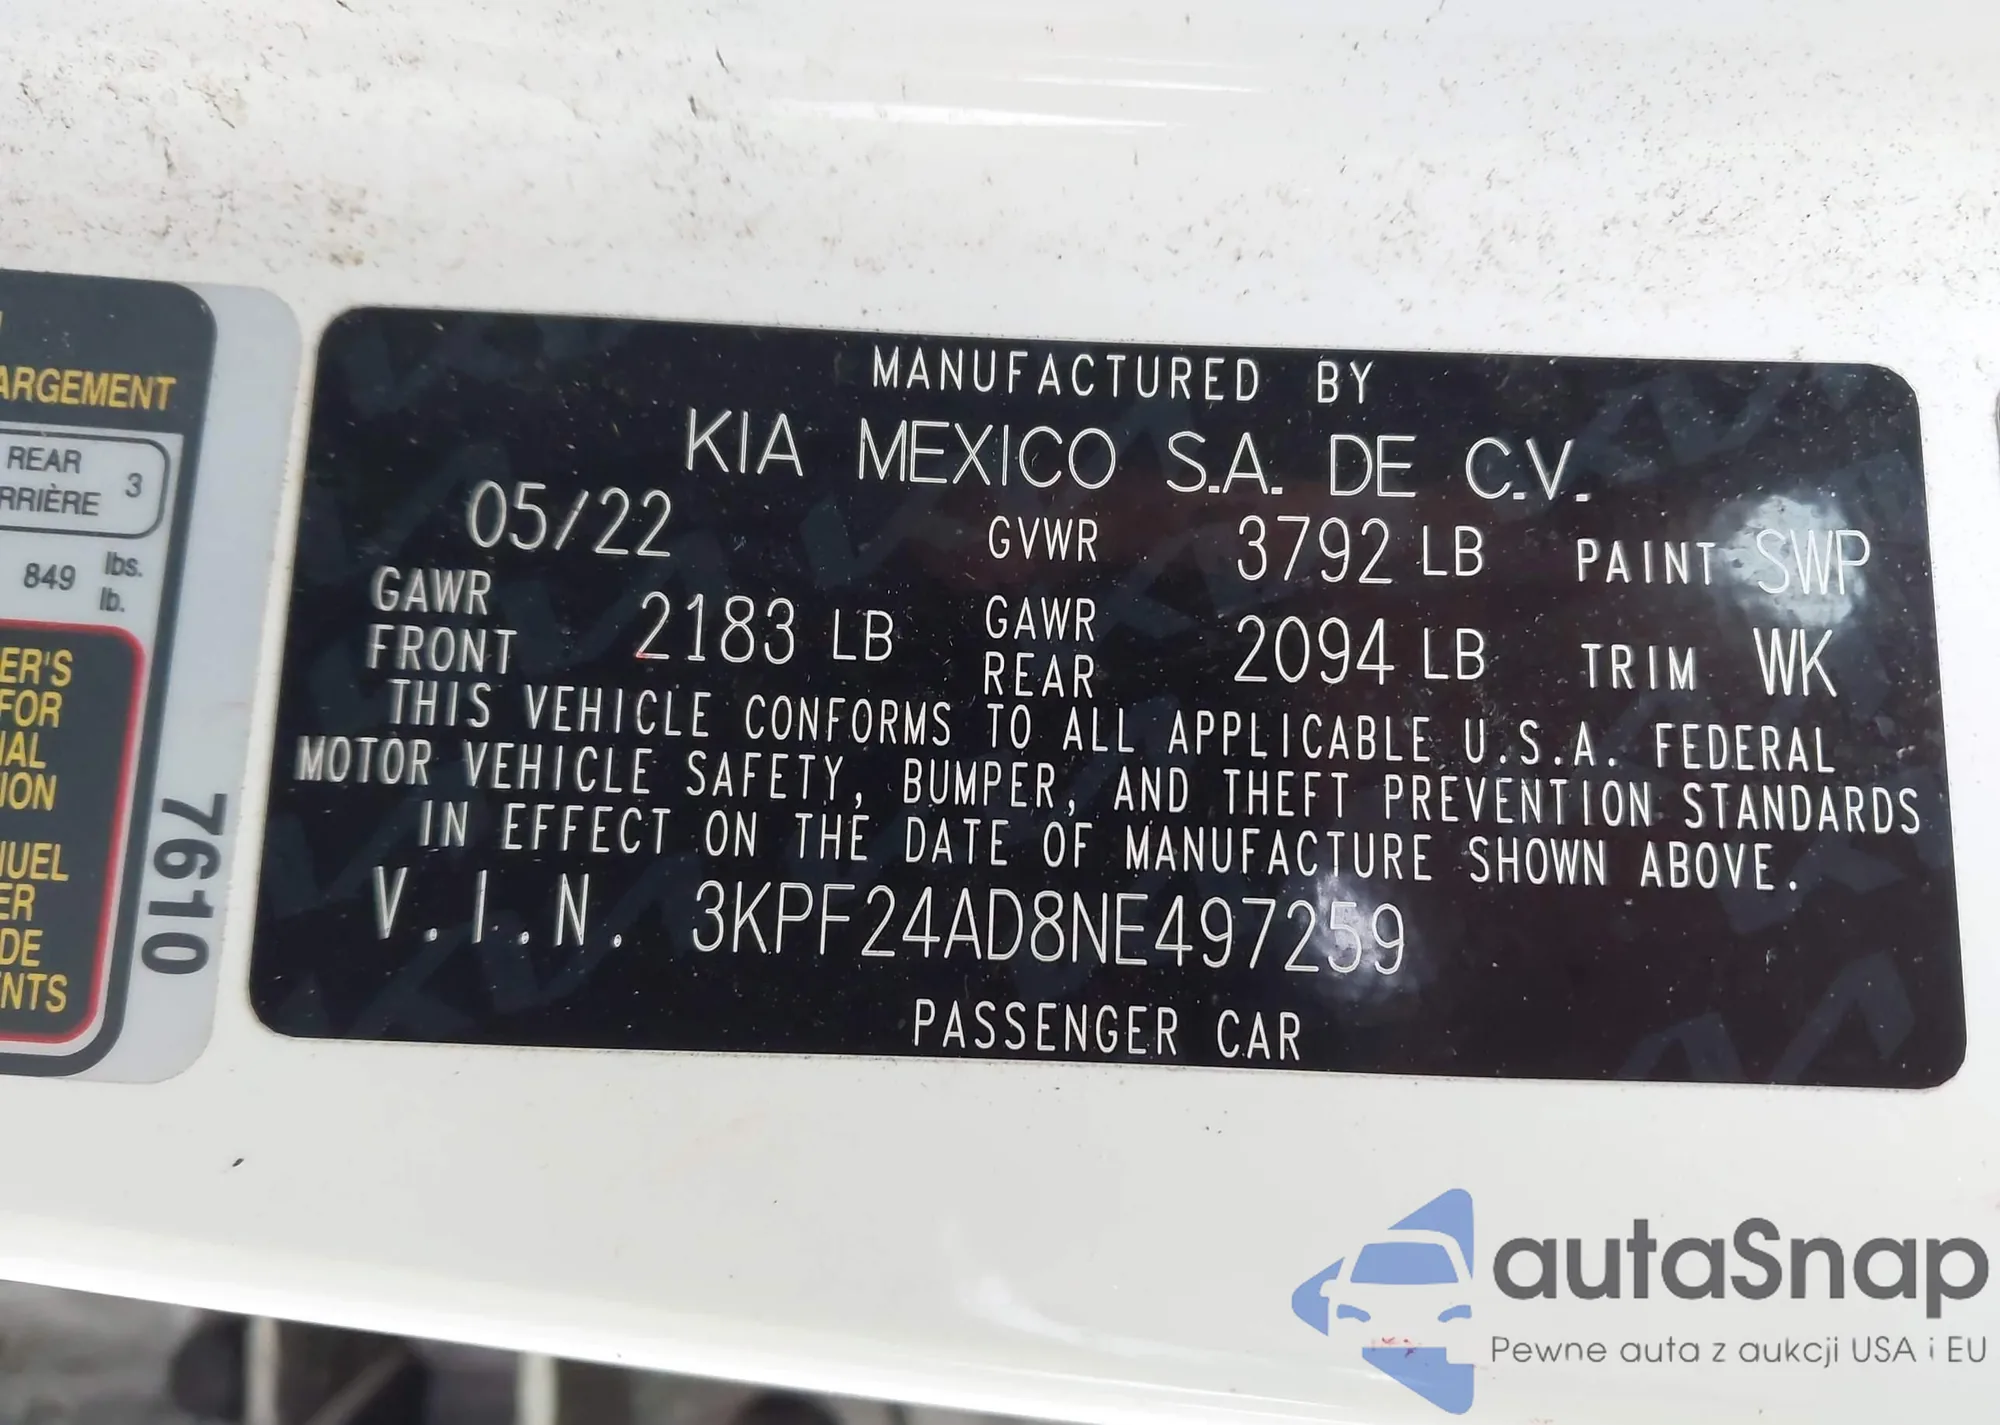 ARGEMENT
REAR 3
RRIÈRE
849 lbs.
lb.
ER'S
FOR
NAL
ION
NUEL
ER
DE
NTS
7610
MANUFACTURED BY
KIA MEXICO S.A. DE C.V.
05/22 GVWR 3792 LB PAINT SWP
GAWR FRONT 2183 LB GAWR REAR 2094 LB TRIM WK
THIS VEHICLE CONFORMS TO ALL APPLICABLE U.S.A. FEDERAL
MOTOR VEHICLE SAFETY, BUMPER, AND THEFT PREVENTION STANDARDS
IN EFFECT ON THE DATE OF MANUFACTURE SHOWN ABOVE.
V.I.N. 3KPF24AD8NE497259
PASSENGER CAR
autaSnap
Pewne auta z aukcji USA i EU